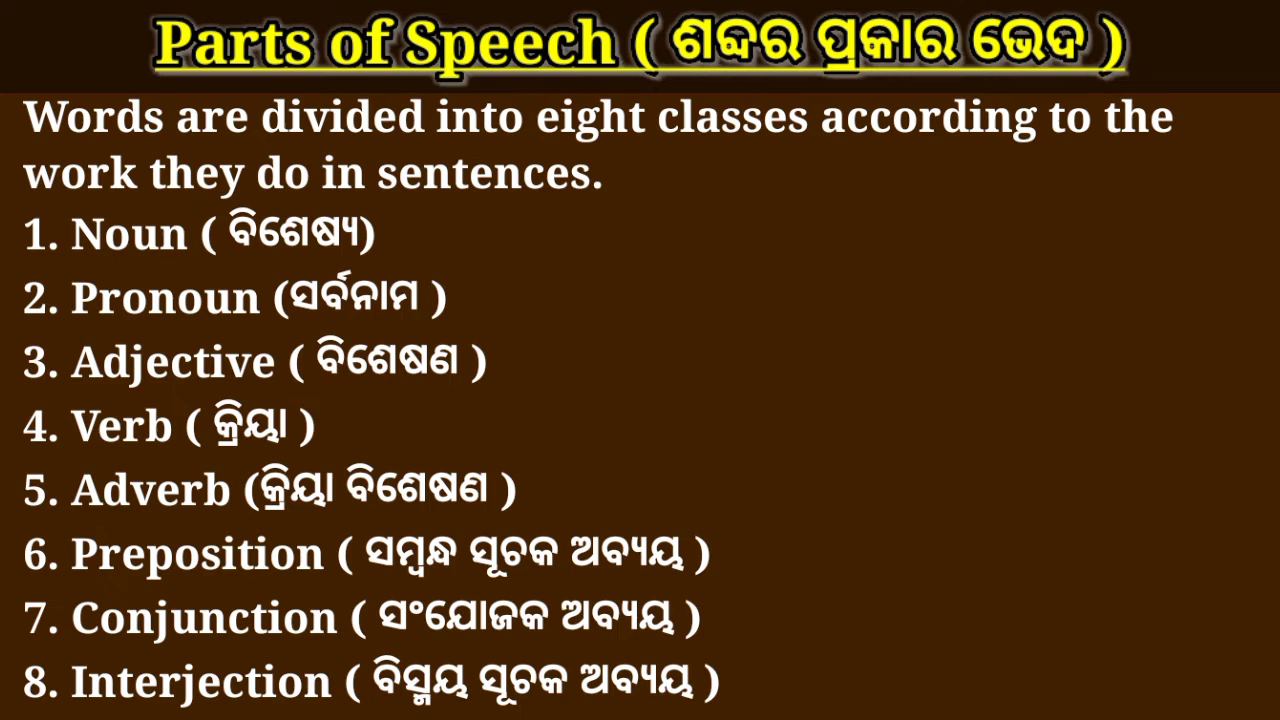 Parts of Speech ( ଶବ୍ଦର ପ୍ରକାର ଭେଦ )
Words are divided into eight classes according to the
work they do in sentences.
1. Noun ( ବିଶେଷ୍ୟ)
2. Pronoun (ସର୍ବନାମ )
3. Adjective ( ବିଶେଷଣ )
4. Verb ( କ୍ରିୟା )
5. Adverb (କ୍ରିୟା ବିଶେଷଣ )
6. Preposition ( ସମ୍ବନ୍ଧ ସୂଚକ ଅବ୍ୟୟ )
7. Conjunction ( ସଂଯୋଜକ ଅବ୍ୟୟ )
8. Interjection ( ବିସ୍ମୟ ସୂଚକ ଅବ୍ୟୟ )